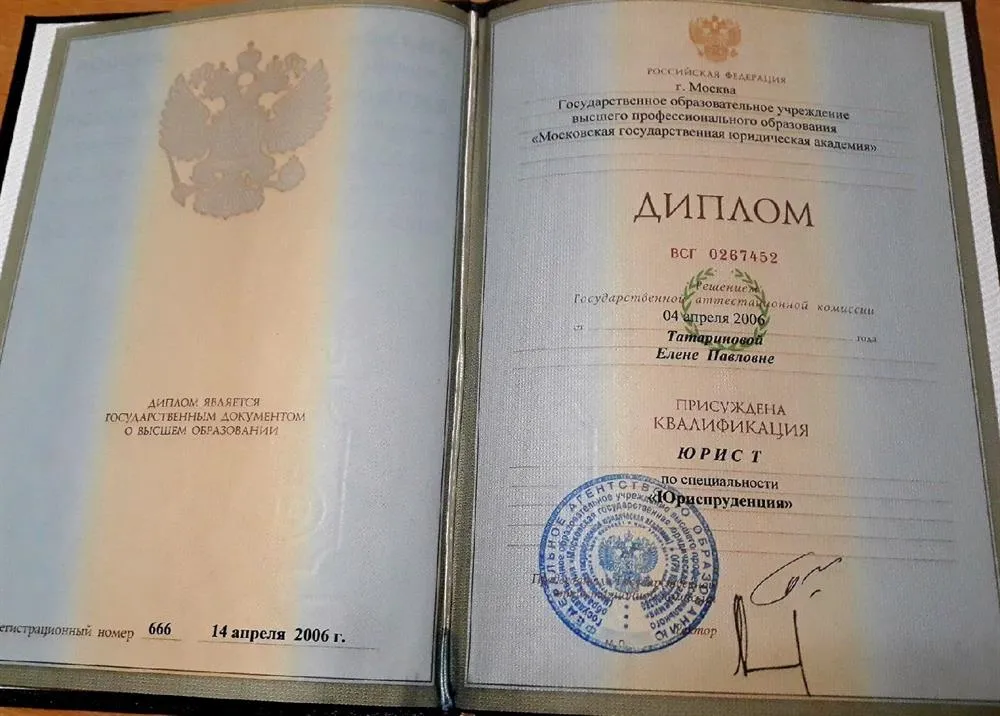 ДИПЛОМ ЯВЛЯЕТСЯ
ГОСУДАРСТВЕННЫМ ДОКУМЕНТОМ
О ВЫСШЕМ ОБРАЗОВАНИИ
номер 666 14 апреля 2006 г.
РОССИЙСКАЯ ФЕДЕРАЦИЯ
г. Москва
Государственное образовательное учреждение
высшего профессионального образования
«Московская государственная юридическая академия»
ДИПЛОМ
ВСГ 0267452
Решением
Государственной аттестационной комиссии
от 04 апреля 2006 года
Татариновой
Елене Павловне
ПРИСУЖДЕНА
КВАЛИФИКАЦИЯ
ЮРИСТ
по специальности
«Юриспруденция»